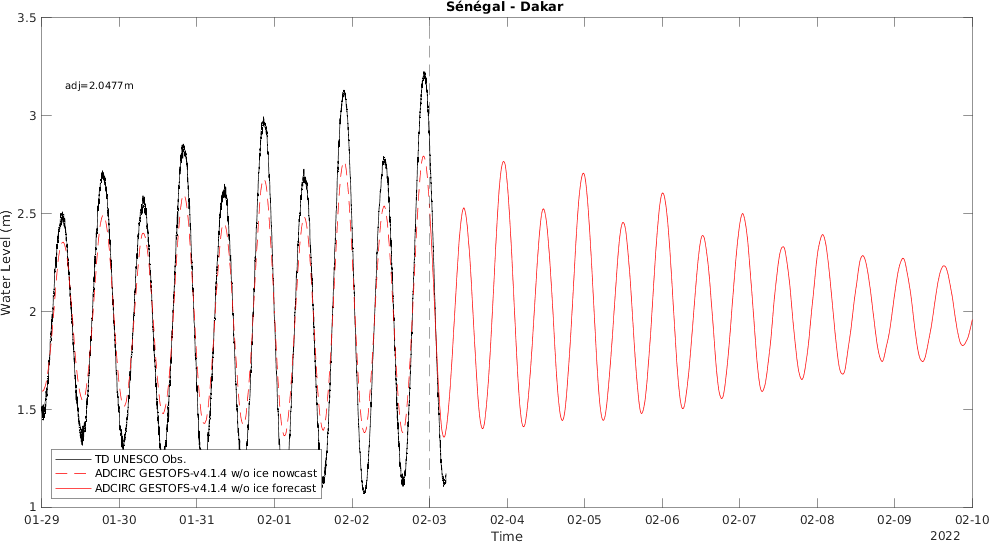 Sénégal - Dakar
3.5
3
2.5
2
1.5
1
Water Level (m)
adj=2.0477m
TD UNESCO Obs.
ADCIRC GESTOFS-v4.1.4 w/o ice nowcast
ADCIRC GESTOFS-v4.1.4 w/o ice forecast
01-29 01-30 01-31 02-01 02-02 02-03 02-04 02-05 02-06 02-07 02-08 02-09 02-10
Time
2022